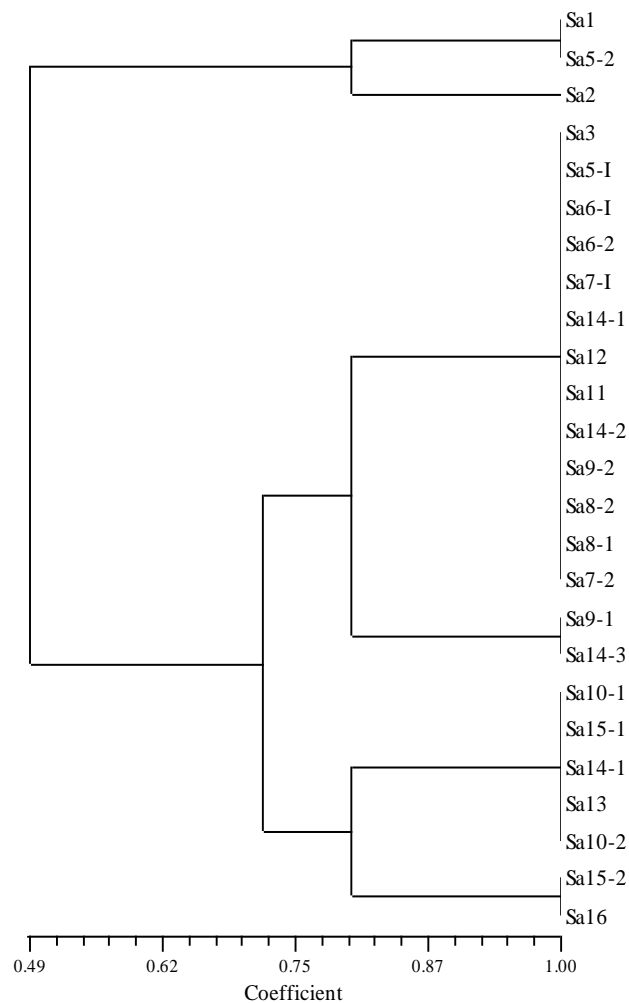 Sa1
Sa5-2
Sa2
Sa3
Sa5-I
Sa6-I
Sa6-2
Sa7-I
Sa14-1
Sa12
Sa11
Sa14-2
Sa9-2
Sa8-2
Sa8-1
Sa7-2
Sa9-1
Sa14-3
Sa10-1
Sa15-1
Sa14-1
Sa13
Sa10-2
Sa15-2
Sa16
0.49 0.62 0.75 0.87 1.00
Coefficient